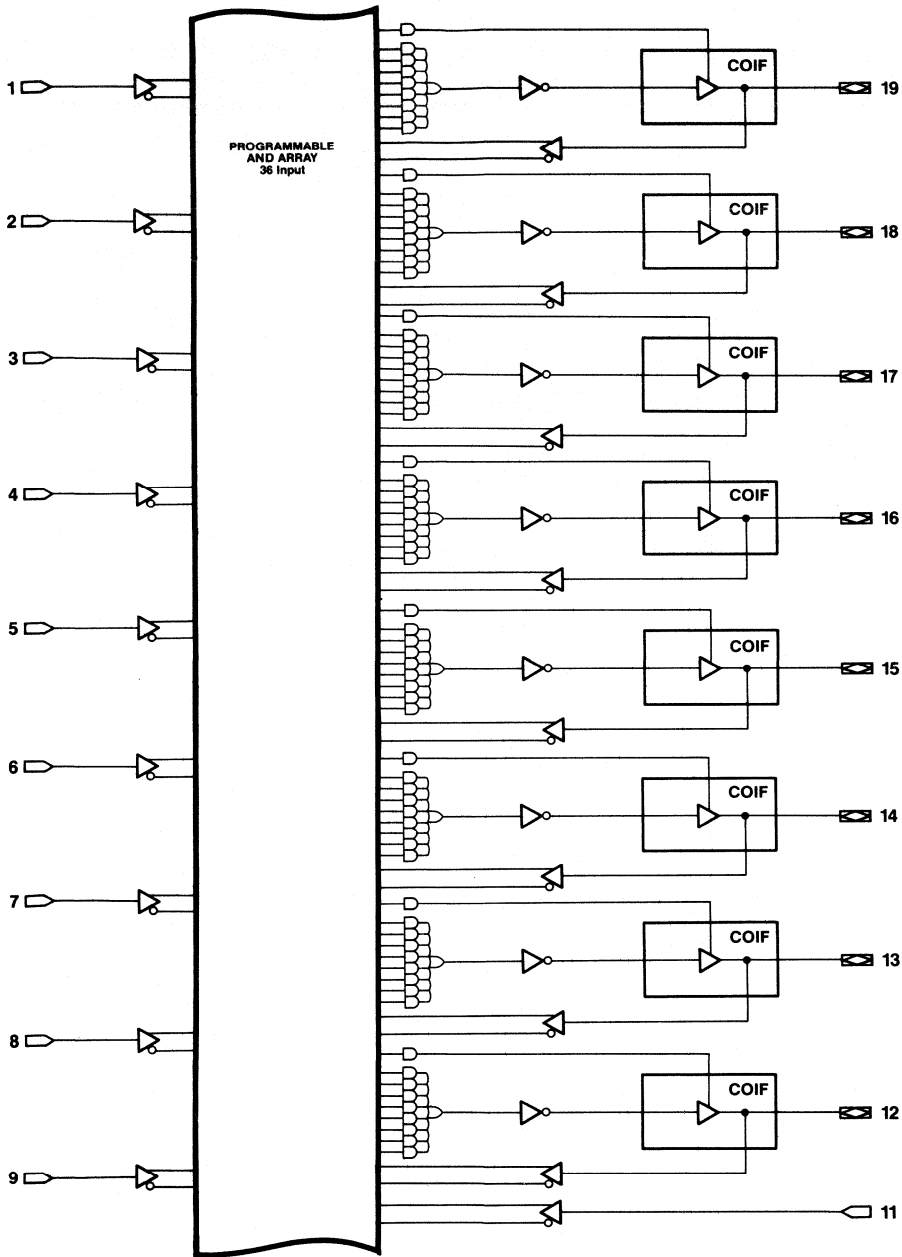 1
COIF
19
PROGRAMMABLE
AND ARRAY
36 Input
2
COIF
18
3
COIF
17
4
COIF
16
5
COIF
15
6
COIF
14
7
COIF
13
8
COIF
12
9
11